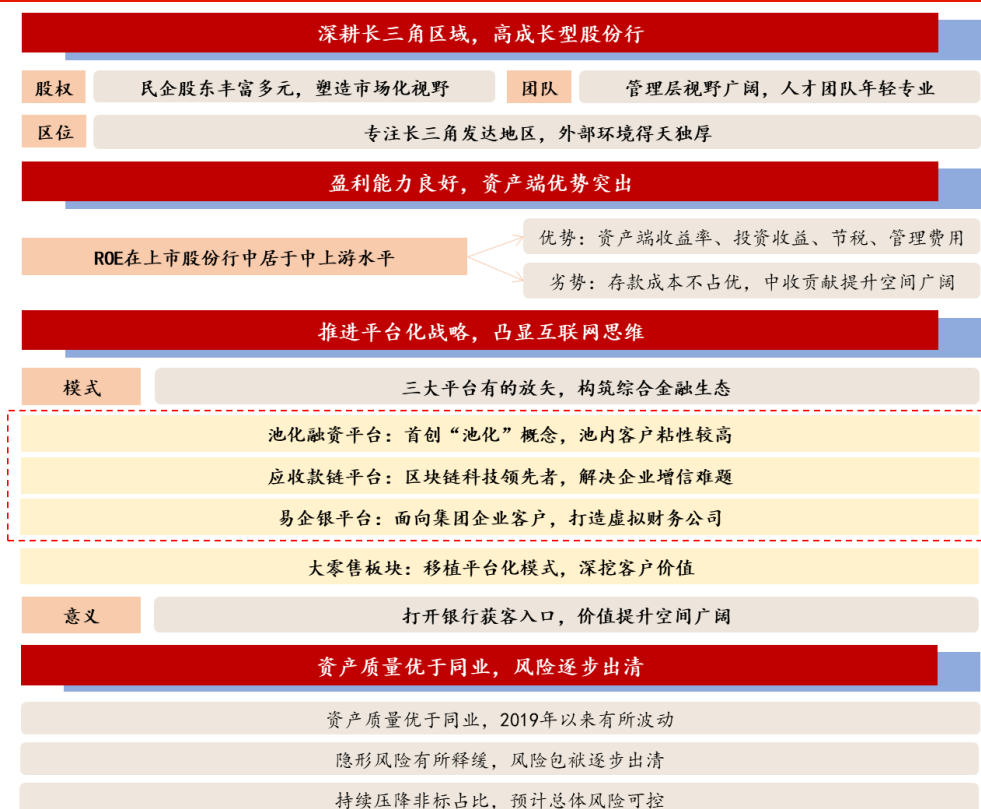 深耕长三角区域，高成长型股份行
股权
民企股东丰富多元，塑造市场化视野
团队
管理层视野广阔，人才团队年轻专业
区位
专注长三角发达地区，外部环境得天独厚
盈利能力良好，资产端优势突出
ROE在上市股份行中居于中上游水平
优势：资产端收益率、投资收益、节税、管理费用
劣势：存款成本不占优，中收贡献提升空间广阔
推进平台化战略，凸显互联网思维
模式
三大平台有的放矢，构筑综合金融生态
池化融资平台：首创“池化”概念，池内客户粘性较高
应收款链平台：区块链科技领先者，解决企业增信难题
易企银平台：面向集团企业客户，打造虚拟财务公司
大零售板块：移植平台化模式，深挖客户价值
意义
打开银行获客入口，价值提升空间广阔
资产质量优于同业，风险逐步出清
资产质量优于同业，2019年以来有所波动
隐形风险有所释缓，风险包袱逐步出清
持续压降非标占比，预计总体风险可控